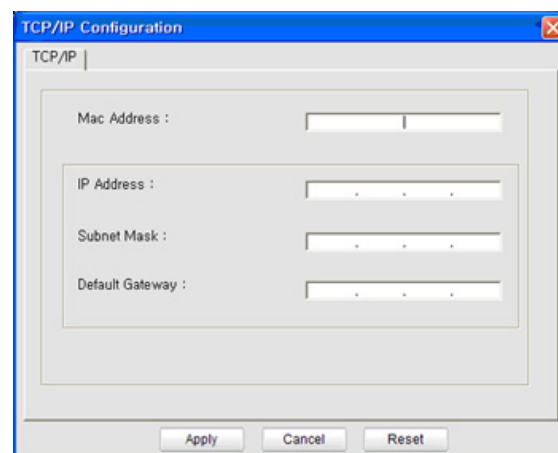 TCP/IP Configuration
TCP/IP
Mac Address :
IP Address :
. . .
Subnet Mask :
. . .
Default Gateway :
. . .
Apply Cancel Reset